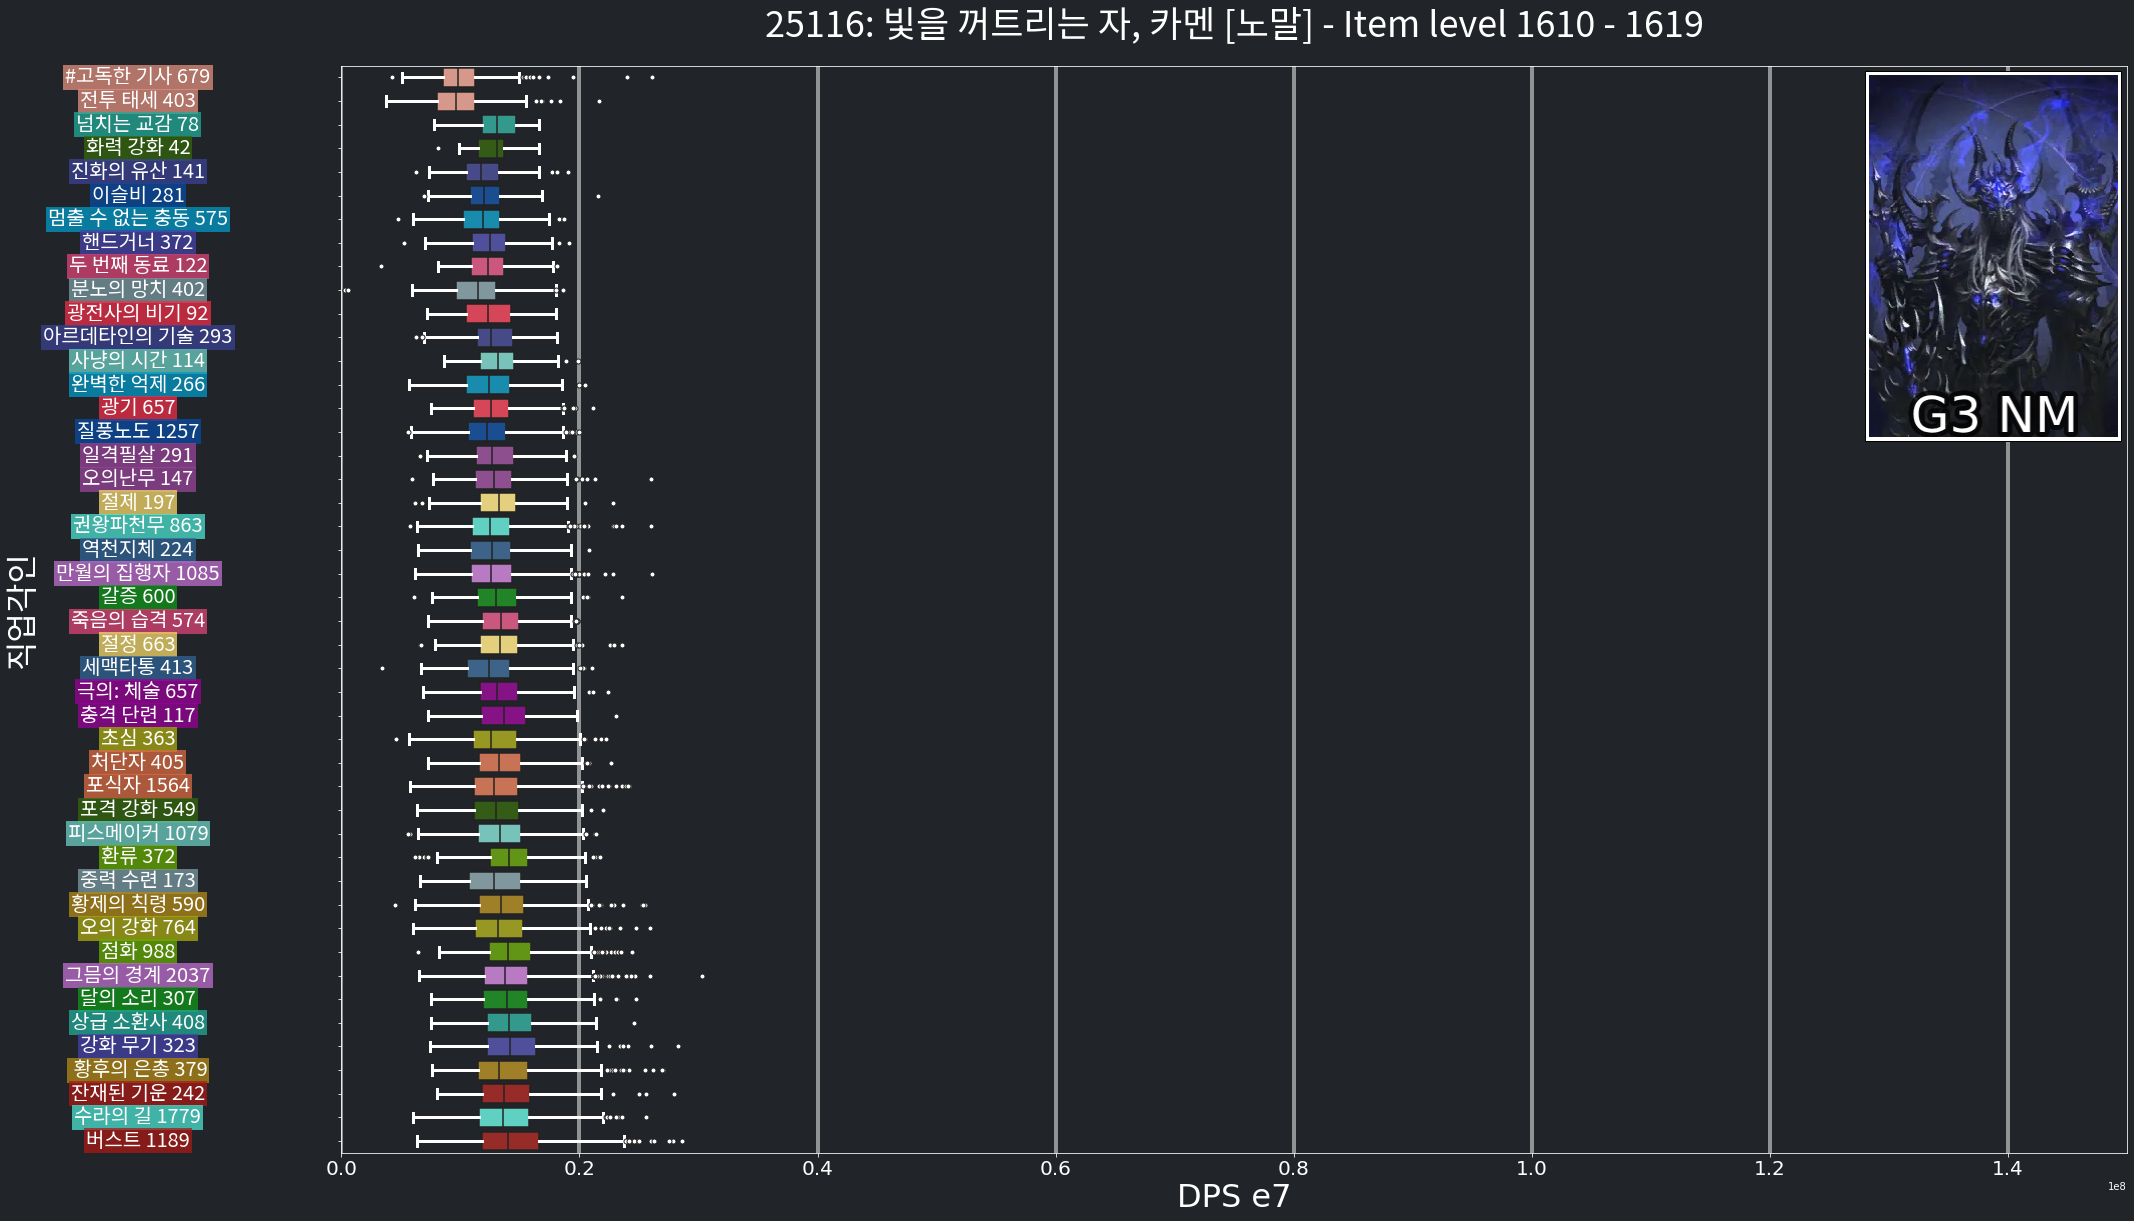 25116: 빛을 꺼트리는 자, 카멘 [노말] - Item level 1610 - 1619
#고독한 기사 679
전투 태세 403
넘치는 교감 78
화력 강화 42
진화의 유산 141
이슬비 281
멈출 수 없는 충동 575
핸드거너 372
두 번째 동료 122
분노의 망치 402
광전사의 비기 92
아르데타인의 기술 293
사냥의 시간 114
완벽한 억제 266
광기 657
질풍노도 1257
일격필살 291
오의난무 147
절제 197
권왕파천무 863
역천지체 224
만월의 집행자 1085
갈증 600
죽음의 습격 574
절정 663
세맥타통 413
극의: 체술 657
충격 단련 117
초심 363
처단자 405
포식자 1564
포격 강화 549
피스메이커 1079
환류 372
중력 수련 173
황제의 칙령 590
오의 강화 764
점화 988
그믐의 경계 2037
달의 소리 307
상급 소환사 408
강화 무기 323
황후의 은총 379
잔재된 기운 242
수라의 길 1779
버스트 1189
직업각인
G3 NM
0.0 0.2 0.4 0.6 0.8 1.0 1.2 1.4
DPS e7
1e8